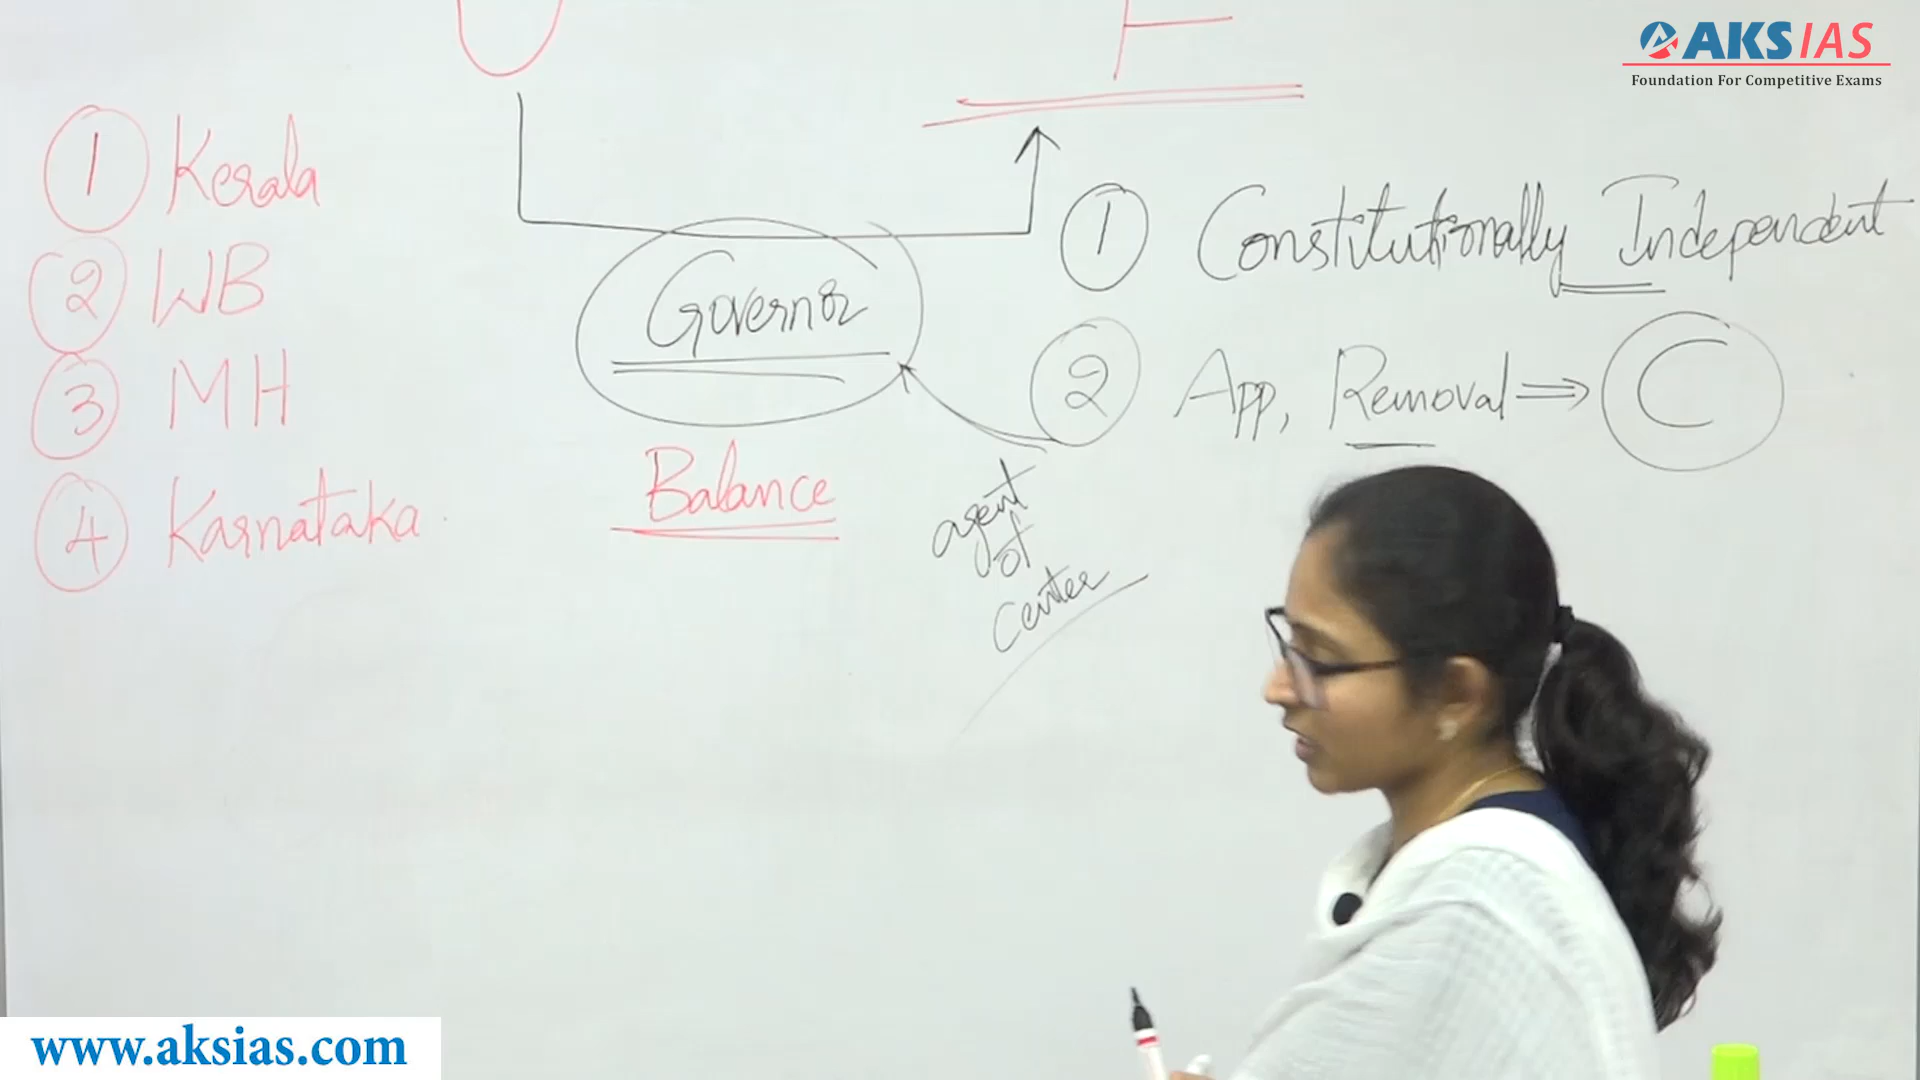 AKS IAS
Foundation For Competitive Exams
U
F
1 Kerala
2 WB
3 MH
4 Karnataka
Governor
Balance
1 Constitutionally Independent
2 App, Removal ⇒ C
agent
of
center
www.aksias.com